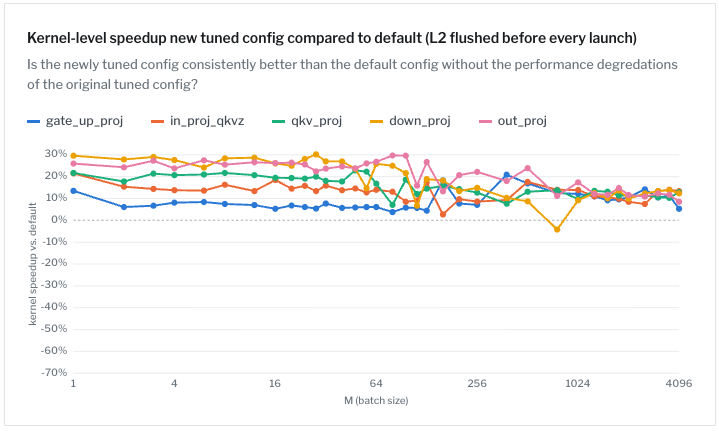 Kernel-level speedup new tuned config compared to default (L2 flushed before every launch)
Is the newly tuned config consistently better than the default config without the performance degredations
of the original tuned config?
gate_up_proj in_proj_qkvz qkv_proj down_proj out_proj
30%
20%
10%
0%
-10%
-20%
-30%
-40%
-50%
-60%
-70%
kernel speedup vs. default
1 4 16 64 256 1024 4096
M (batch size)